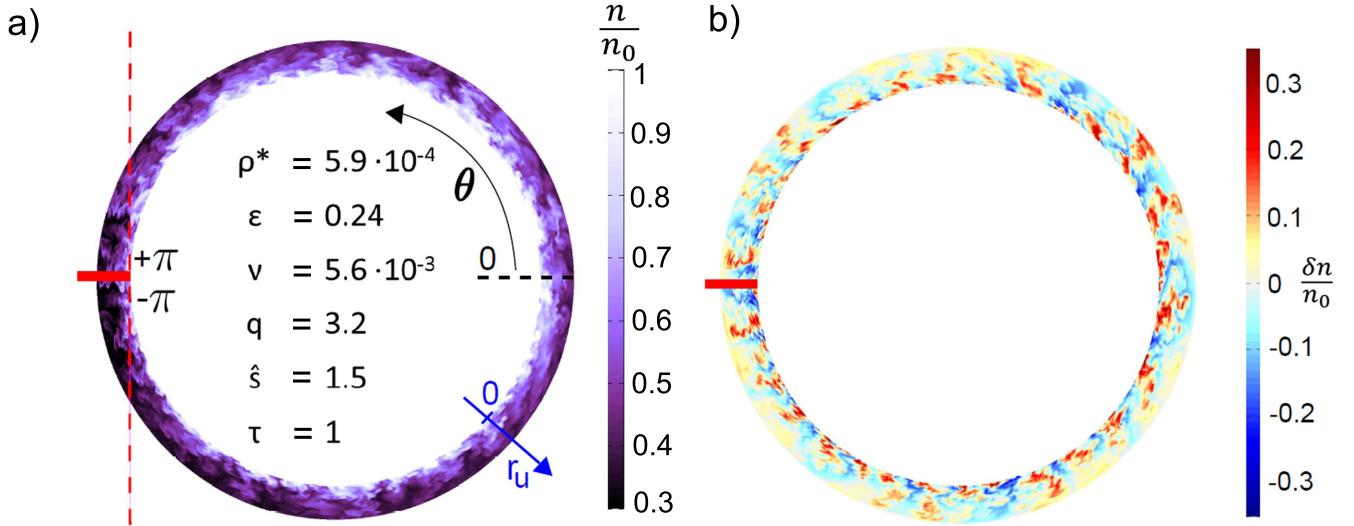 a)
n
n₀
1
0.9
0.8
0.7
0.6
0.5
0.4
0.3
θ
0
+π
-π
ρ* = 5.9 ·10⁻⁴
ε = 0.24
ν = 5.6 ·10⁻³
q = 3.2
ŝ = 1.5
τ = 1
0
rᵤ
b)
0.3
0.2
0.1
0
-0.1
-0.2
-0.3
δn
n₀